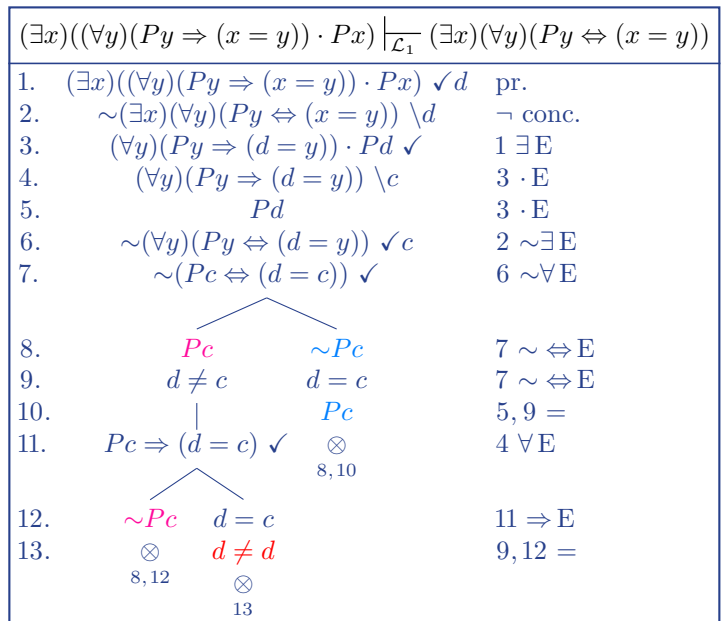 (∃x)((∀y)(Py ⇒ (x = y)) · Px) ⊢ℒ₁ (∃x)(∀y)(Py ⇔ (x = y))
1. (∃x)((∀y)(Py ⇒ (x = y)) · Px) ✓d pr.
2. ∼(∃x)(∀y)(Py ⇔ (x = y)) \d ¬ conc.
3. (∀y)(Py ⇒ (d = y)) · Pd ✓ 1 ∃E
4. (∀y)(Py ⇒ (d = y)) \c 3 ·E
5. Pd 3 ·E
6. ∼(∀y)(Py ⇔ (d = y)) ✓c 2 ∼∃E
7. ∼(Pc ⇔ (d = c)) ✓ 6 ∼∀E
8. Pc ∼Pc 7 ∼⇔E
9. d ≠ c d = c 7 ∼⇔E
10. Pc 5, 9 =
11. Pc ⇒ (d = c) ✓ ⊗ 4 ∀E
8, 10
12. ∼Pc d = c 11 ⇒E
13. ⊗ d ≠ d 9, 12 =
8, 12 ⊗
13